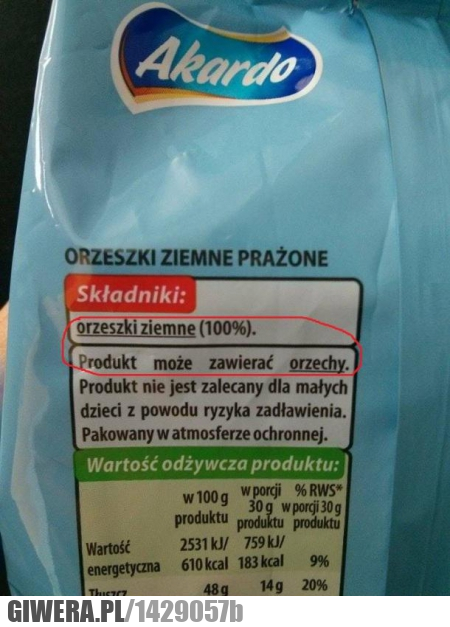 Akardo
ORZESZKI ZIEMNE PRAŻONE
Składniki:
orzeszki ziemne (100%).
Produkt może zawierać orzechy.
Produkt nie jest zalecany dla małych
dzieci z powodu ryzyka zadławienia.
Pakowany w atmosferze ochronnej.
Wartość odżywcza produktu:
w 100 g produktu
w porcji 30 g produktu
% RWS* w porcji 30 g produktu
Wartość energetyczna
2531 kJ/ 610 kcal
759 kJ/ 183 kcal
9%
Tłuszcz 48 g 14 g 20%
GIWERA.PL/1429057b